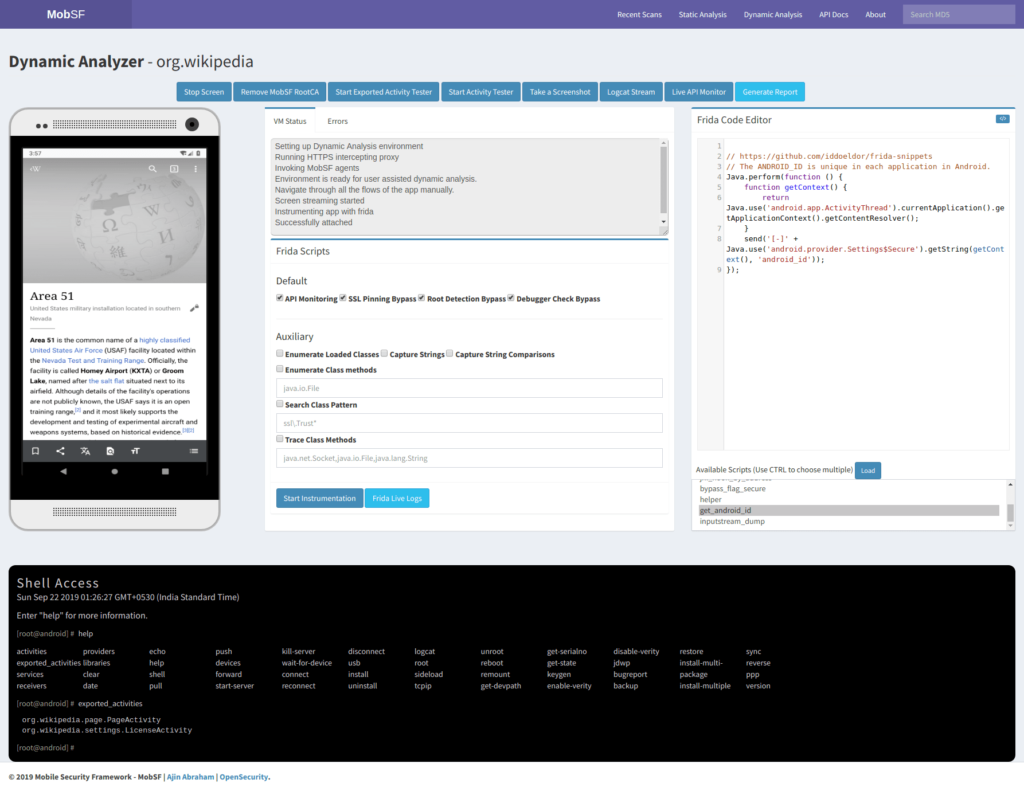 MobSF
Recent Scans Static Analysis Dynamic Analysis API Docs About Search MD5
Dynamic Analyzer - org.wikipedia
Stop Screen Remove MobSF RootCA Start Exported Activity Tester Start Activity Tester Take a Screenshot Logcat Stream Live API Monitor Generate Report
3:57
W
3
Area 51
United States military installation located in southern
Nevada
Area 51 is the common name of a highly classified
United States Air Force (USAF) facility located within
the Nevada Test and Training Range. Officially, the
facility is called Homey Airport (KXTA) or Groom
Lake, named after the salt flat situated next to its
airfield. Although details of the facility's operations
are not publicly known, the USAF says it is an open
training range,[2] and it most likely supports the
development and testing of experimental aircraft and
weapons systems, based on historical evidence.
VM Status Errors
Setting up Dynamic Analysis environment
Running HTTPS intercepting proxy
Invoking MobSF agents
Environment is ready for user assisted dynamic analysis.
Navigate through all the flows of the app manually.
Screen streaming started
Instrumenting app with frida
Successfully attached
Frida Scripts
Default
API Monitoring SSL Pinning Bypass Root Detection Bypass Debugger Check Bypass
Auxiliary
Enumerate Loaded Classes Capture Strings Capture String Comparisons
Enumerate Class methods
java.io.File
Search Class Pattern
ssl\.Trust*
Trace Class Methods
java.net.Socket,java.io.File,java.lang.String
Start Instrumentation Frida Live Logs
Frida Code Editor
</>
1
2 // https://github.com/iddoeldor/frida-snippets
3 // The ANDROID_ID is unique in each application in Android.
4 Java.perform(function () {
5 function getContext() {
6 return
Java.use('android.app.ActivityThread').currentApplication().ge
tApplicationContext().getContentResolver();
7 }
8 send('[-]' +
Java.use('android.provider.Settings$Secure').getString(getCont
ext(), 'android_id'));
9 });
Available Scripts (Use CTRL to choose multiple) Load
bypass_flag_secure
helper
get_android_id
inputstream_dump
Shell Access
Sun Sep 22 2019 01:26:27 GMT+0530 (India Standard Time)
Enter "help" for more information.
[root@android] # help
activities providers echo push kill-server disconnect logcat unroot get-serialno disable-verity restore sync
exported_activities libraries help devices wait-for-device usb root reboot get-state jdwp install-multi- reverse
services clear shell forward connect install sideload remount keygen bugreport package ppp
receivers date pull start-server reconnect uninstall tcpip get-devpath enable-verity backup install-multiple version
[root@android] # exported_activities
org.wikipedia.page.PageActivity
org.wikipedia.settings.LicenseActivity
[root@android] #
© 2019 Mobile Security Framework - MobSF | Ajin Abraham | OpenSecurity.